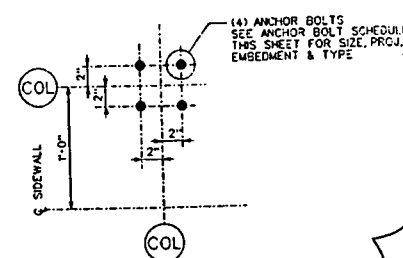 (4) ANCHOR BOLTS
SEE ANCHOR BOLT SCHEDUL
THIS SHEET FOR SIZE, PROJ.,
EMBEDMENT & TYPE
2"
COL
2"
1'-0"
2"
2"
℄ SIDEWALL
COL